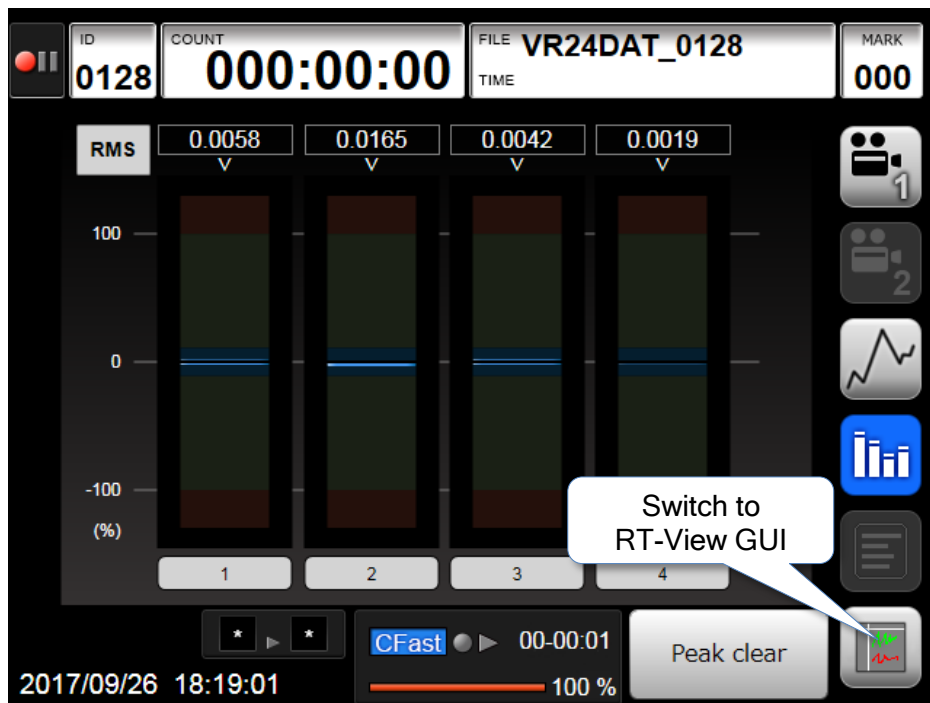 ID
0128
COUNT
000:00:00
FILE VR24DAT_0128
TIME
MARK
000
RMS
0.0058 0.0165 0.0042 0.0019
V V V V
1
100
2
0
-100
(%)
Switch to
RT-View GUI
1 2 3 4
* *
CFast 00-00:01
100 %
Peak clear
2017/09/26 18:19:01